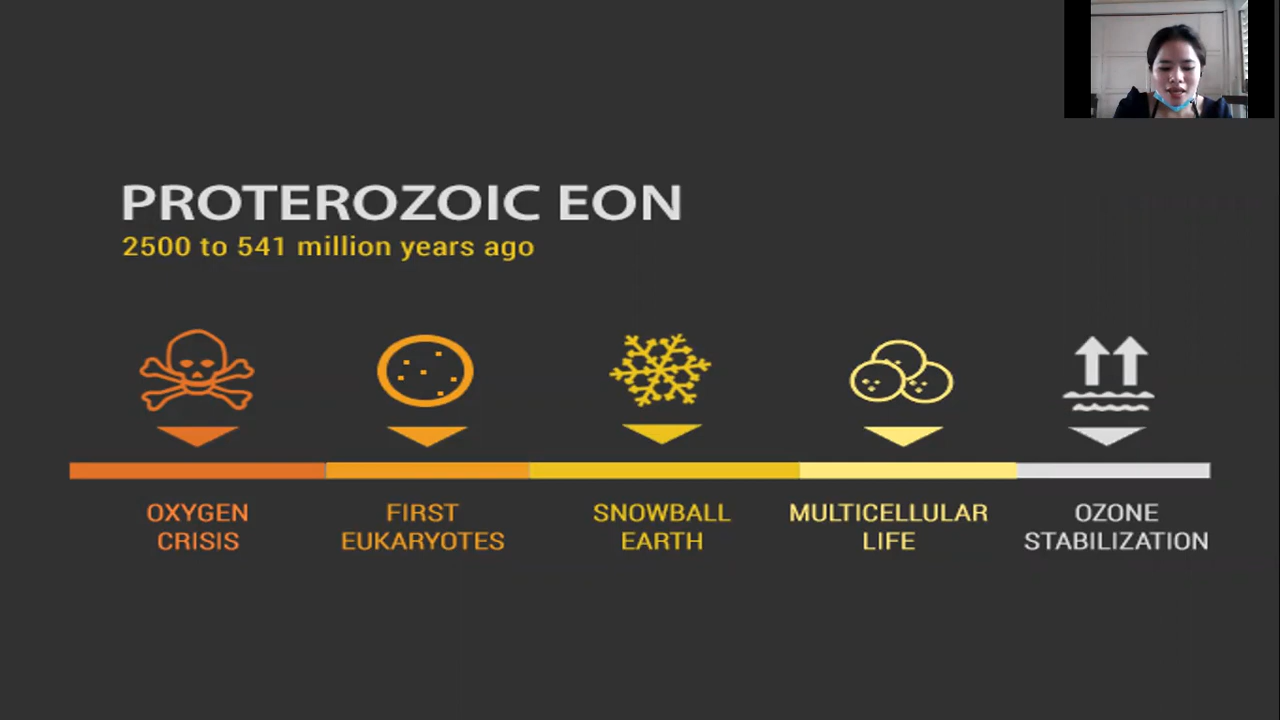 PROTEROZOIC EON
2500 to 541 million years ago
OXYGEN
CRISIS
FIRST
EUKARYOTES
SNOWBALL
EARTH
MULTICELLULAR
LIFE
OZONE
STABILIZATION